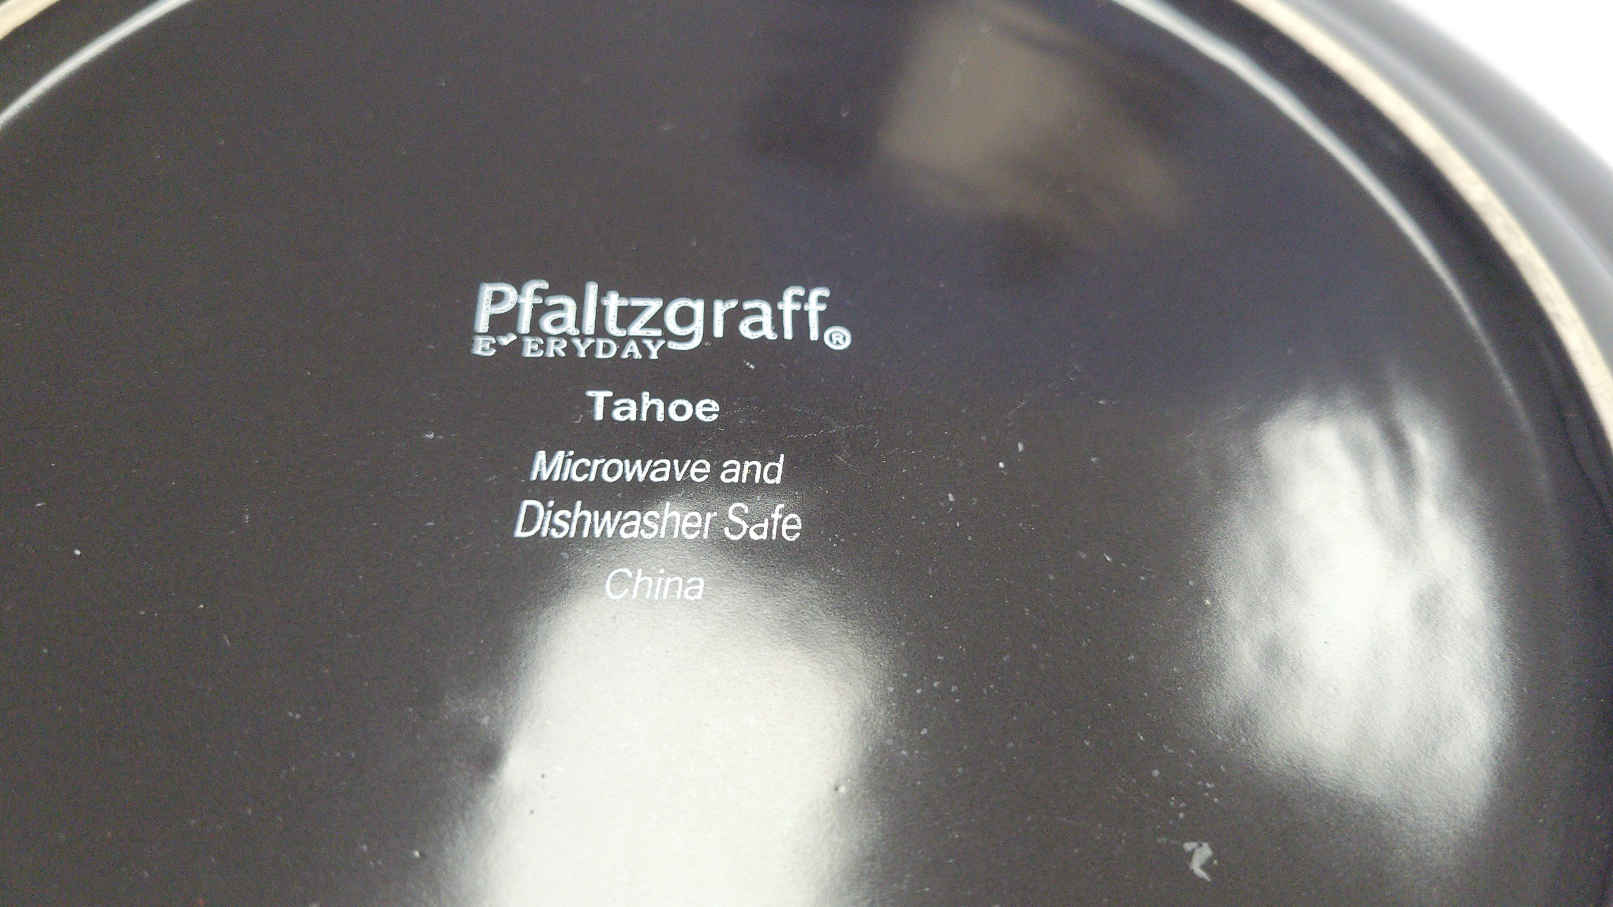 Pfaltzgraff®
EVERYDAY
Tahoe
Microwave and
Dishwasher Safe
China